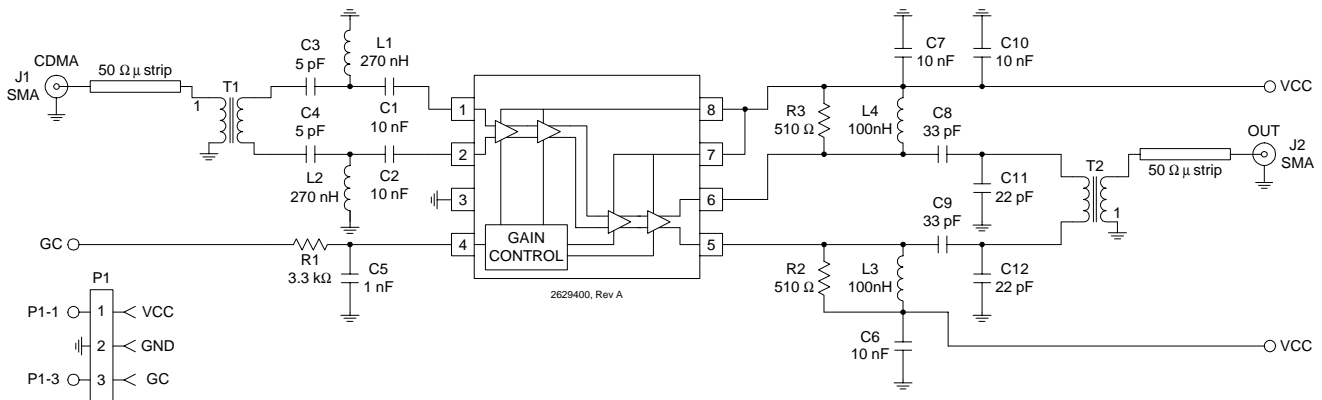 CDMA
J1
SMA
50 Ω µ strip
T1
1
C3
5 pF
L1
270 nH
C4
5 pF
C1
10 nF
L2
270 nH
C2
10 nF
1
2
3
4
8
7
6
5
GAIN
CONTROL
2629400, Rev A
GC
R1
3.3 kΩ
C5
1 nF
P1
P1-1
1
VCC
2
GND
P1-3
3
GC
C7
10 nF
C10
10 nF
VCC
R3
510 Ω
L4
100nH
C8
33 pF
C11
22 pF
T2
1
50 Ω µ strip
OUT
J2
SMA
C9
33 pF
R2
510 Ω
L3
100nH
C12
22 pF
C6
10 nF
VCC